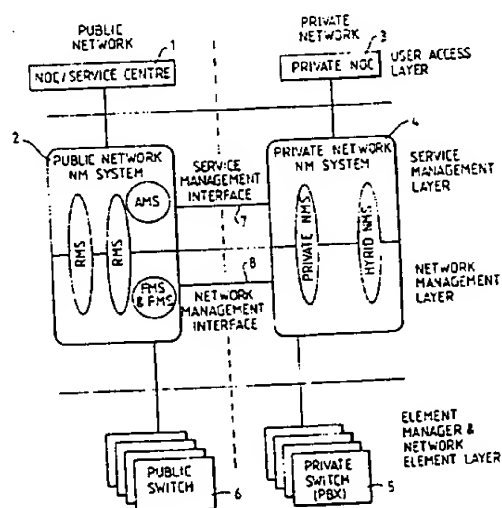 PUBLIC
NETWORK
PRIVATE
NETWORK
1
3
NOC/SERVICE CENTRE
PRIVATE NOC
USER ACCESS
LAYER
2
4
PUBLIC NETWORK
NM SYSTEM
PRIVATE NETWORK
NM SYSTEM
SERVICE
MANAGEMENT
INTERFACE
SERVICE
MANAGEMENT
LAYER
AMS
7
RMS
RMS
PRIVATE NMS
HYRID NMS
8
FMS
& FMS
NETWORK
MANAGEMENT
INTERFACE
NETWORK
MANAGEMENT
LAYER
ELEMENT
MANAGER &
NETWORK
ELEMENT LAYER
PUBLIC
SWITCH
PRIVATE
SWITCH
(PBX)
6
5